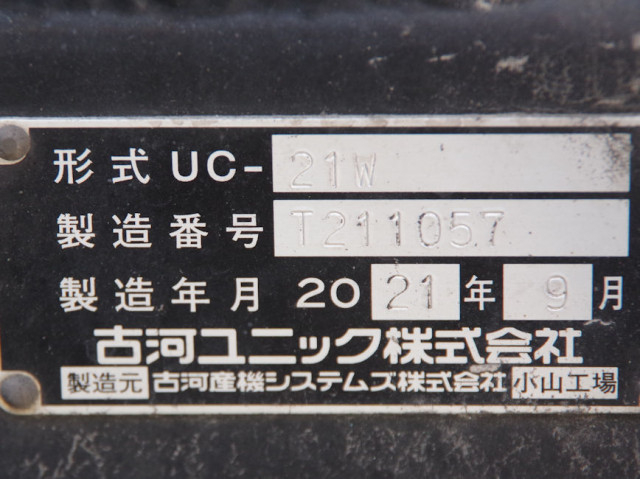 形式 UC- 21W
製造番号 T211057
製造年月 2021年 9月
古河ユニック株式会社
製造元 古河産機システムズ株式会社 小山工場